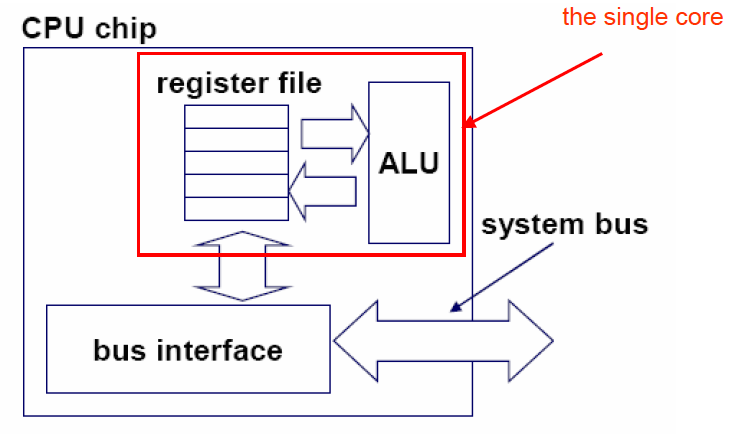 the single core
CPU chip
register file
ALU
system bus
bus interface